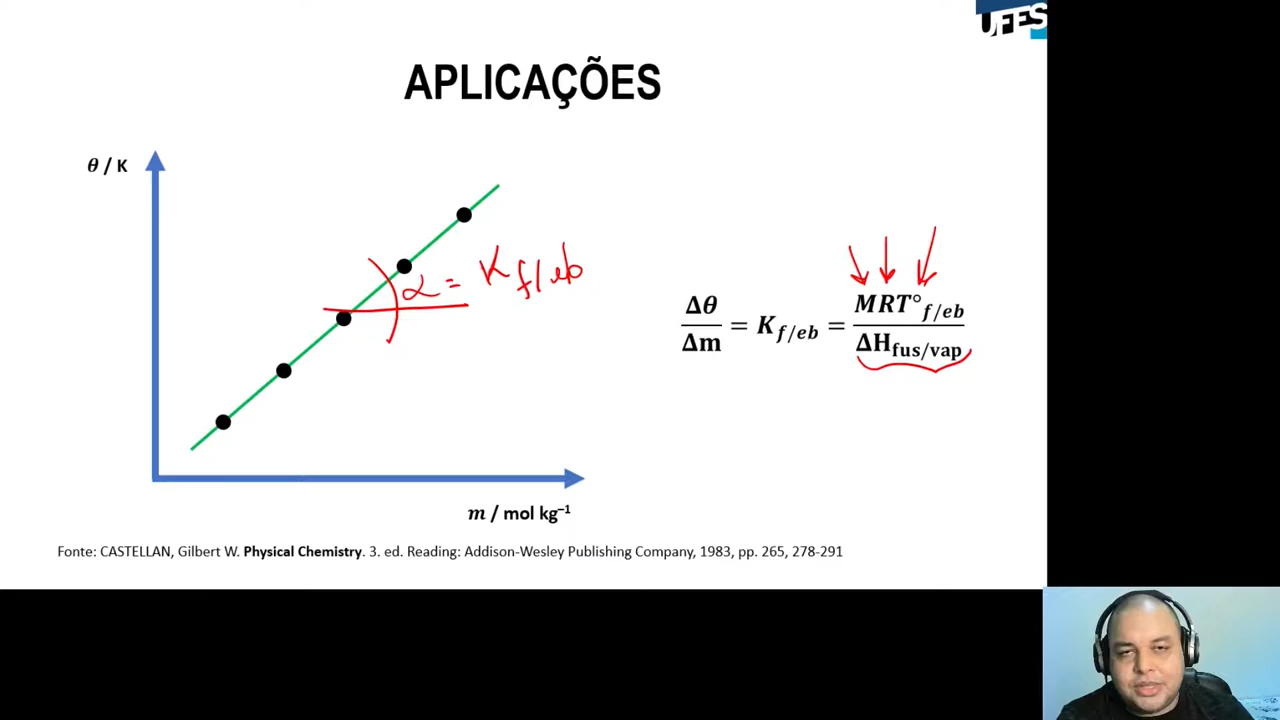 UFES
APLICAÇÕES
θ / K
α = K f/eb
Δθ/Δm = K_f/eb = MRT°_f/eb / ΔH_fus/vap
m / mol kg⁻¹
Fonte: CASTELLAN, Gilbert W. Physical Chemistry. 3. ed. Reading: Addison-Wesley Publishing Company, 1983, pp. 265, 278-291